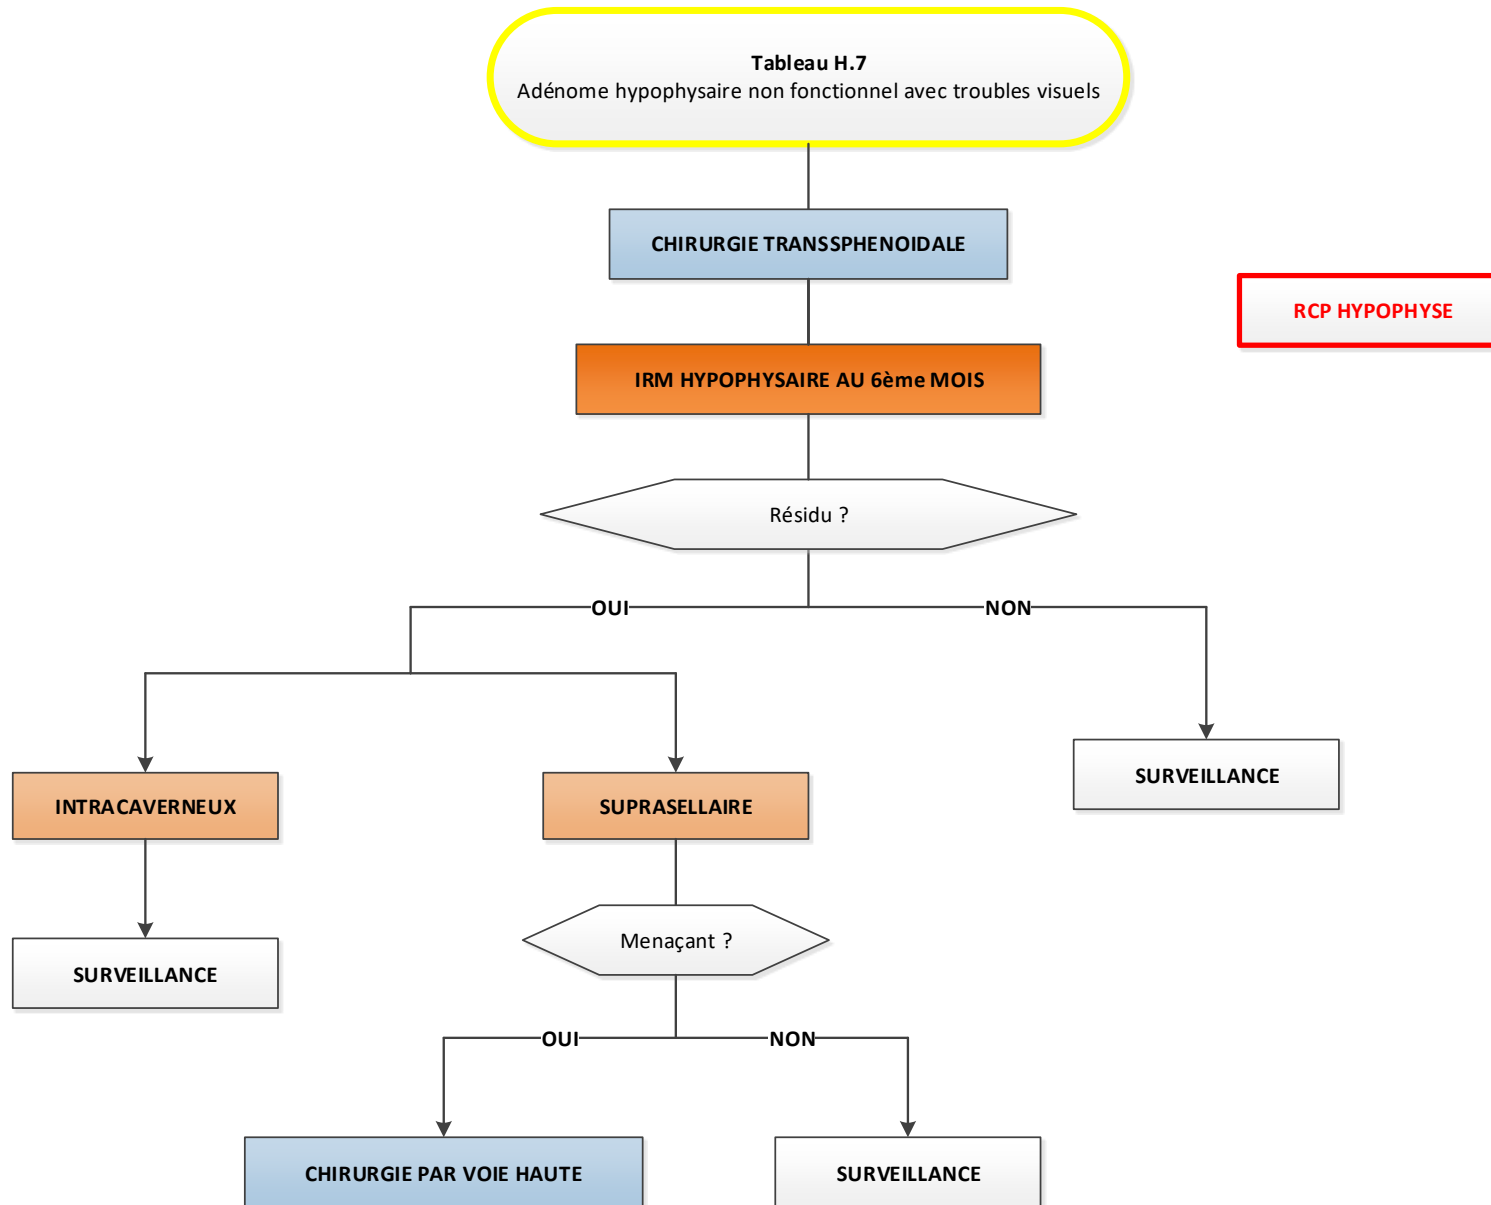 Tableau H.7
Adénome hypophysaire non fonctionnel avec troubles visuels
CHIRURGIE TRANSSPHENOIDALE
RCP HYPOPHYSE
IRM HYPOPHYSAIRE AU 6ème MOIS
Résidu ?
OUI
NON
SURVEILLANCE
INTRACAVERNEUX
SUPRASELLAIRE
Menaçant ?
SURVEILLANCE
OUI
NON
CHIRURGIE PAR VOIE HAUTE
SURVEILLANCE